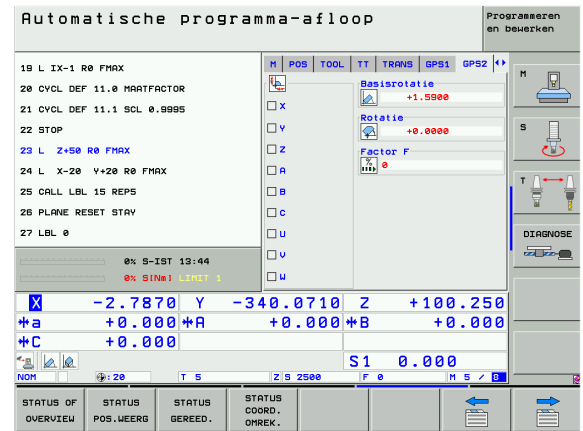 Automatische programma-afloop
Programmeren
en bewerken
19 L IX-1 R0 FMAX
20 CYCL DEF 11.0 MAATFACTOR
21 CYCL DEF 11.1 SCL 0.9995
22 STOP
23 L Z+50 R0 FMAX
24 L X-20 Y+20 R0 FMAX
25 CALL LBL 15 REP5
26 PLANE RESET STAY
27 LBL 0
0% S-IST 13:44
0% S[Nm] LIMIT 1
M POS TOOL TT TRANS GPS1 GPS2
X
Y
Z
A
B
C
U
V
W
Basisrotatie
+1.5900
Rotatie
+0.0000
Factor F
% 0
M
S
T
DIAGNOSE
X -2.7870 Y -340.0710 Z +100.250
a +0.000 A +0.000 B +0.000
C +0.000
S1 0.000
NOM : 20 T 5 Z S 2500 F 0 M 5 / 8
STATUS OF
OVERVIEW
STATUS
POS.WEERG
STATUS
GEREED.
STATUS
COORD.
OMREK.